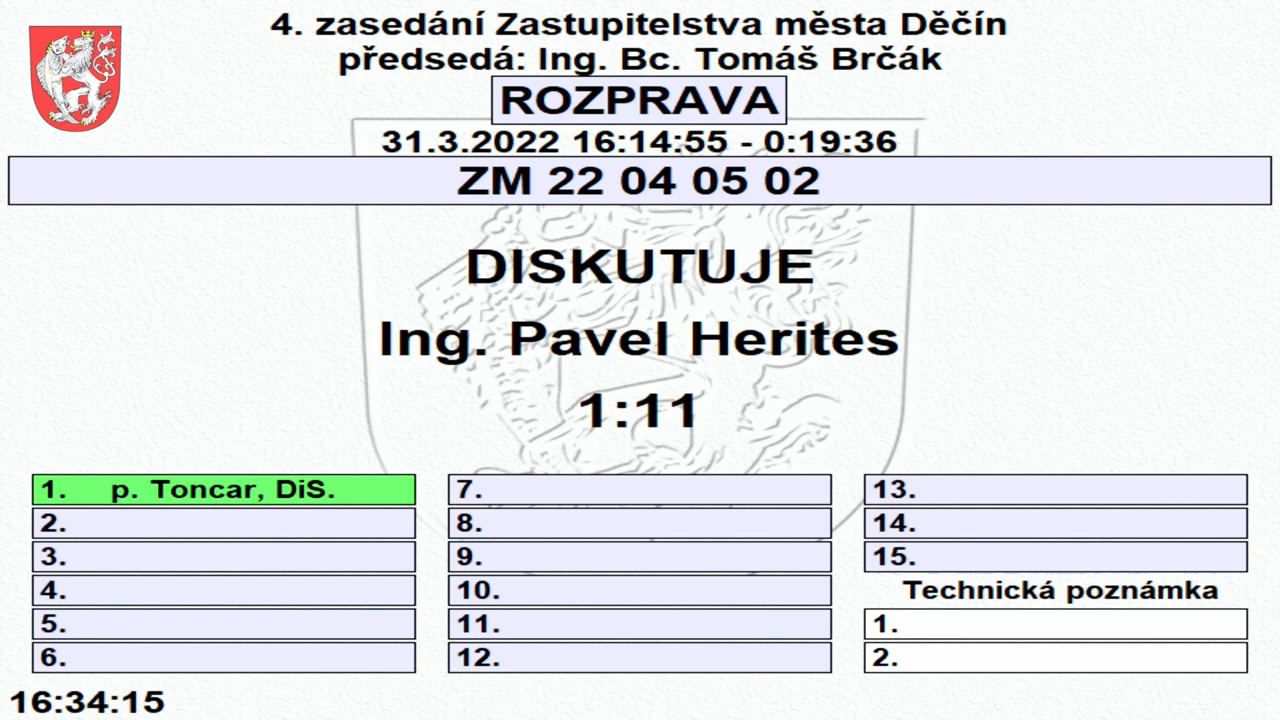 4. zasedání Zastupitelstva města Děčín
předsedá: Ing. Bc. Tomáš Brčák
ROZPRAVA
31.3.2022 16:14:55 - 0:19:36
ZM 22 04 05 02
DISKUTUJE
Ing. Pavel Herites
1:11
1. p. Toncar, DiS.
2.
3.
4.
5.
6.
7.
8.
9.
10.
11.
12.
13.
14.
15.
Technická poznámka
1.
2.
16:34:15